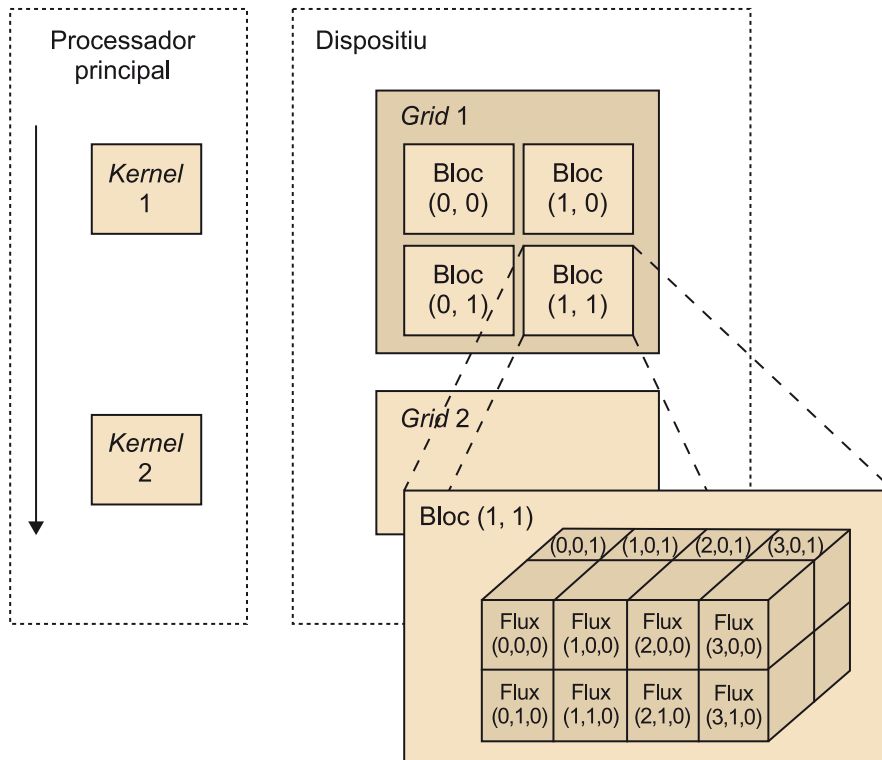 Processador
principal
Kernel
1
Kernel
2
Dispositiu
Grid 1
Bloc
(0, 0)
Bloc
(1, 0)
Bloc
(0, 1)
Bloc
(1, 1)
Grid 2
Bloc (1, 1)
(0,0,1)
(1,0,1)
(2,0,1)
(3,0,1)
Flux
(0,0,0)
Flux
(1,0,0)
Flux
(2,0,0)
Flux
(3,0,0)
Flux
(0,1,0)
Flux
(1,1,0)
Flux
(2,1,0)
Flux
(3,1,0)